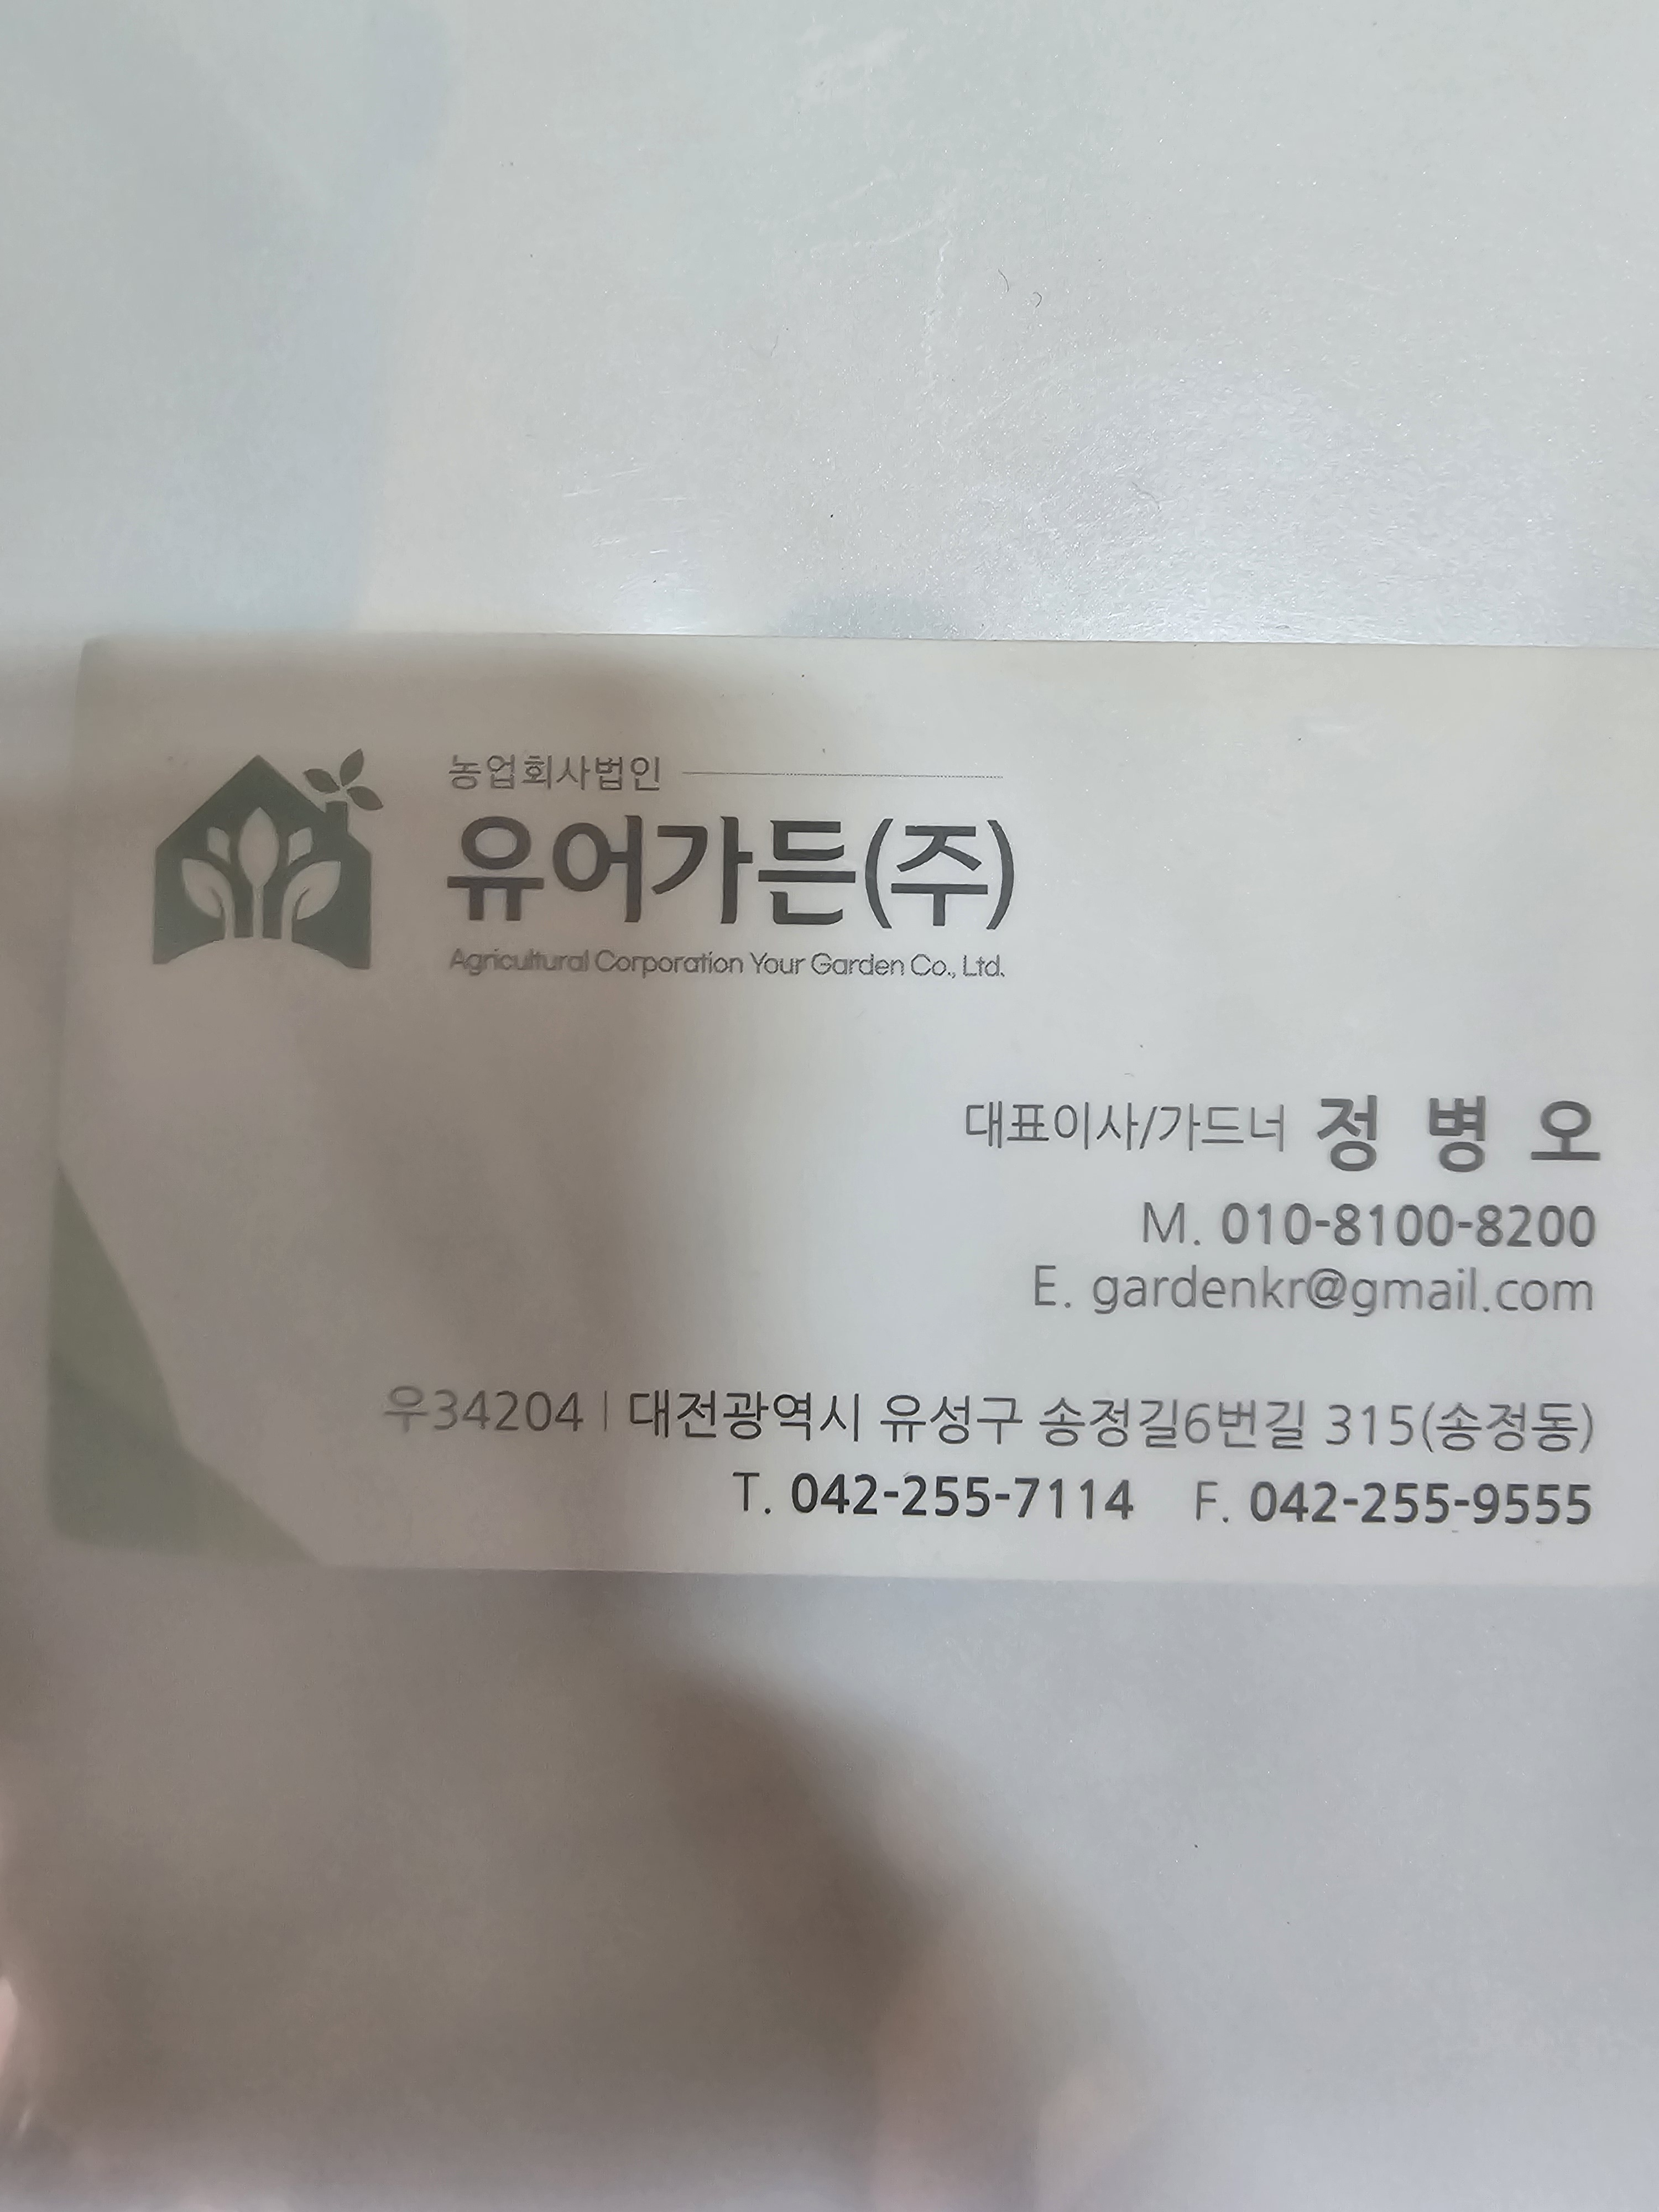 농업회사법인
유어가든(주)
Agricultural Corporation Your Garden Co., Ltd.
대표이사/가드너 정 병 오
M. 010-8100-8200
E. gardenkr@gmail.com
우34204 | 대전광역시 유성구 송정길6번길 315(송정동)
T. 042-255-7114 F. 042-255-9555